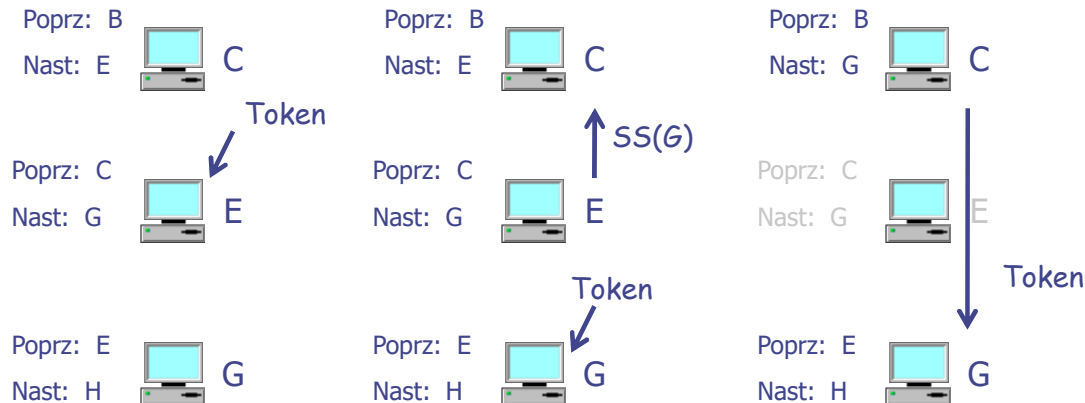 Poprz: B
Nast: E
C
Token
Poprz: C
Nast: G
E
Poprz: E
Nast: H
G
Poprz: B
Nast: E
C
SS(G)
Poprz: C
Nast: G
E
Token
Poprz: E
Nast: H
G
Poprz: B
Nast: G
C
Poprz: C
Nast: G
E
Token
Poprz: E
Nast: H
G